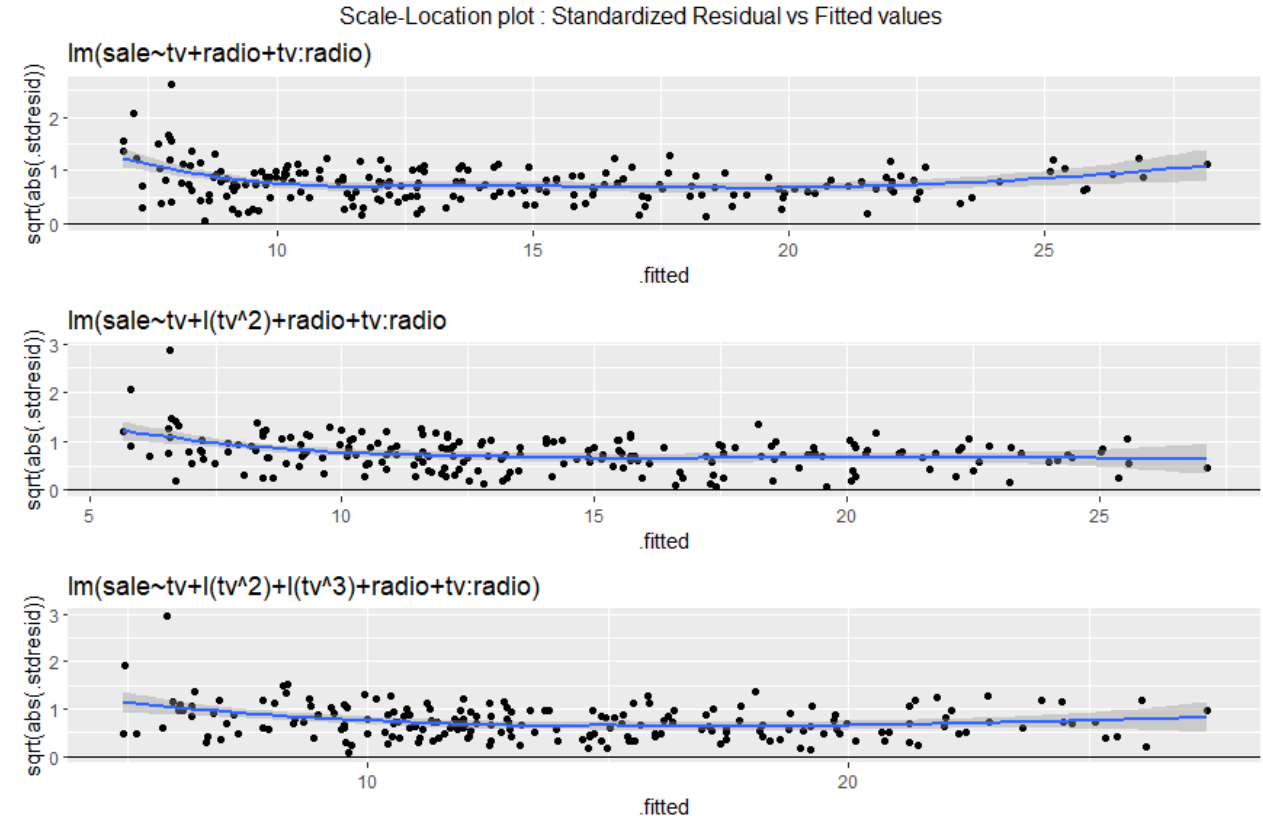 Scale-Location plot : Standardized Residual vs Fitted values
lm(sale~tv+radio+tv:radio)
sqrt(abs(.stdresid))
2
1
0
10 15 20 25
.fitted
lm(sale~tv+I(tv^2)+radio+tv:radio
sqrt(abs(.stdresid))
3
2
1
0
5 10 15 20 25
.fitted
lm(sale~tv+I(tv^2)+I(tv^3)+radio+tv:radio)
sqrt(abs(.stdresid))
3
2
1
0
10 20
.fitted